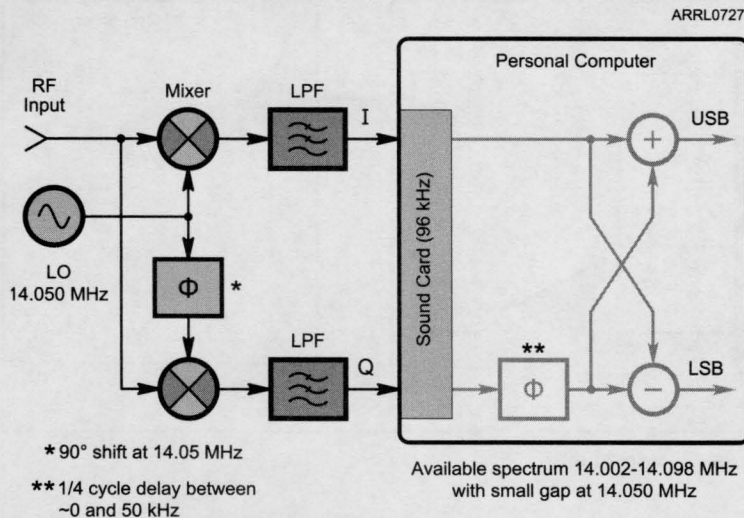 ARRL0727
Personal Computer
RF
Input
Mixer
LPF
I
USB
+
Sound Card (96 kHz)
LO
14.050 MHz
Φ
*
LPF
Q
**
Φ
LSB
−
* 90° shift at 14.05 MHz
** 1/4 cycle delay between
~0 and 50 kHz
Available spectrum 14.002-14.098 MHz
with small gap at 14.050 MHz